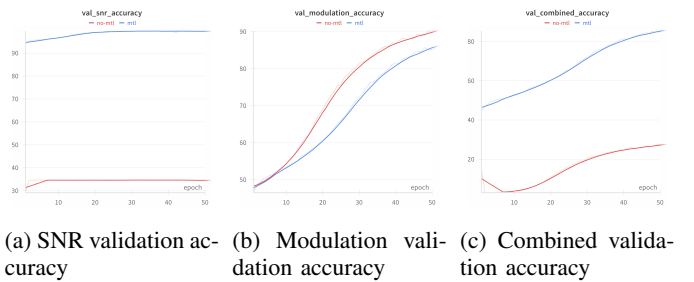 val_snr_accuracy
no-mtl mtl
90
80
70
60
50
40
30
epoch
10 20 30 40 50
(a) SNR validation ac-
curacy
val_modulation_accuracy
no-mtl mtl
90
80
70
60
50
epoch
10 20 30 40 50
(b) Modulation vali-
dation accuracy
val_combined_accuracy
no-mtl mtl
80
60
40
20
epoch
10 20 30 40 50
(c) Combined valida-
tion accuracy